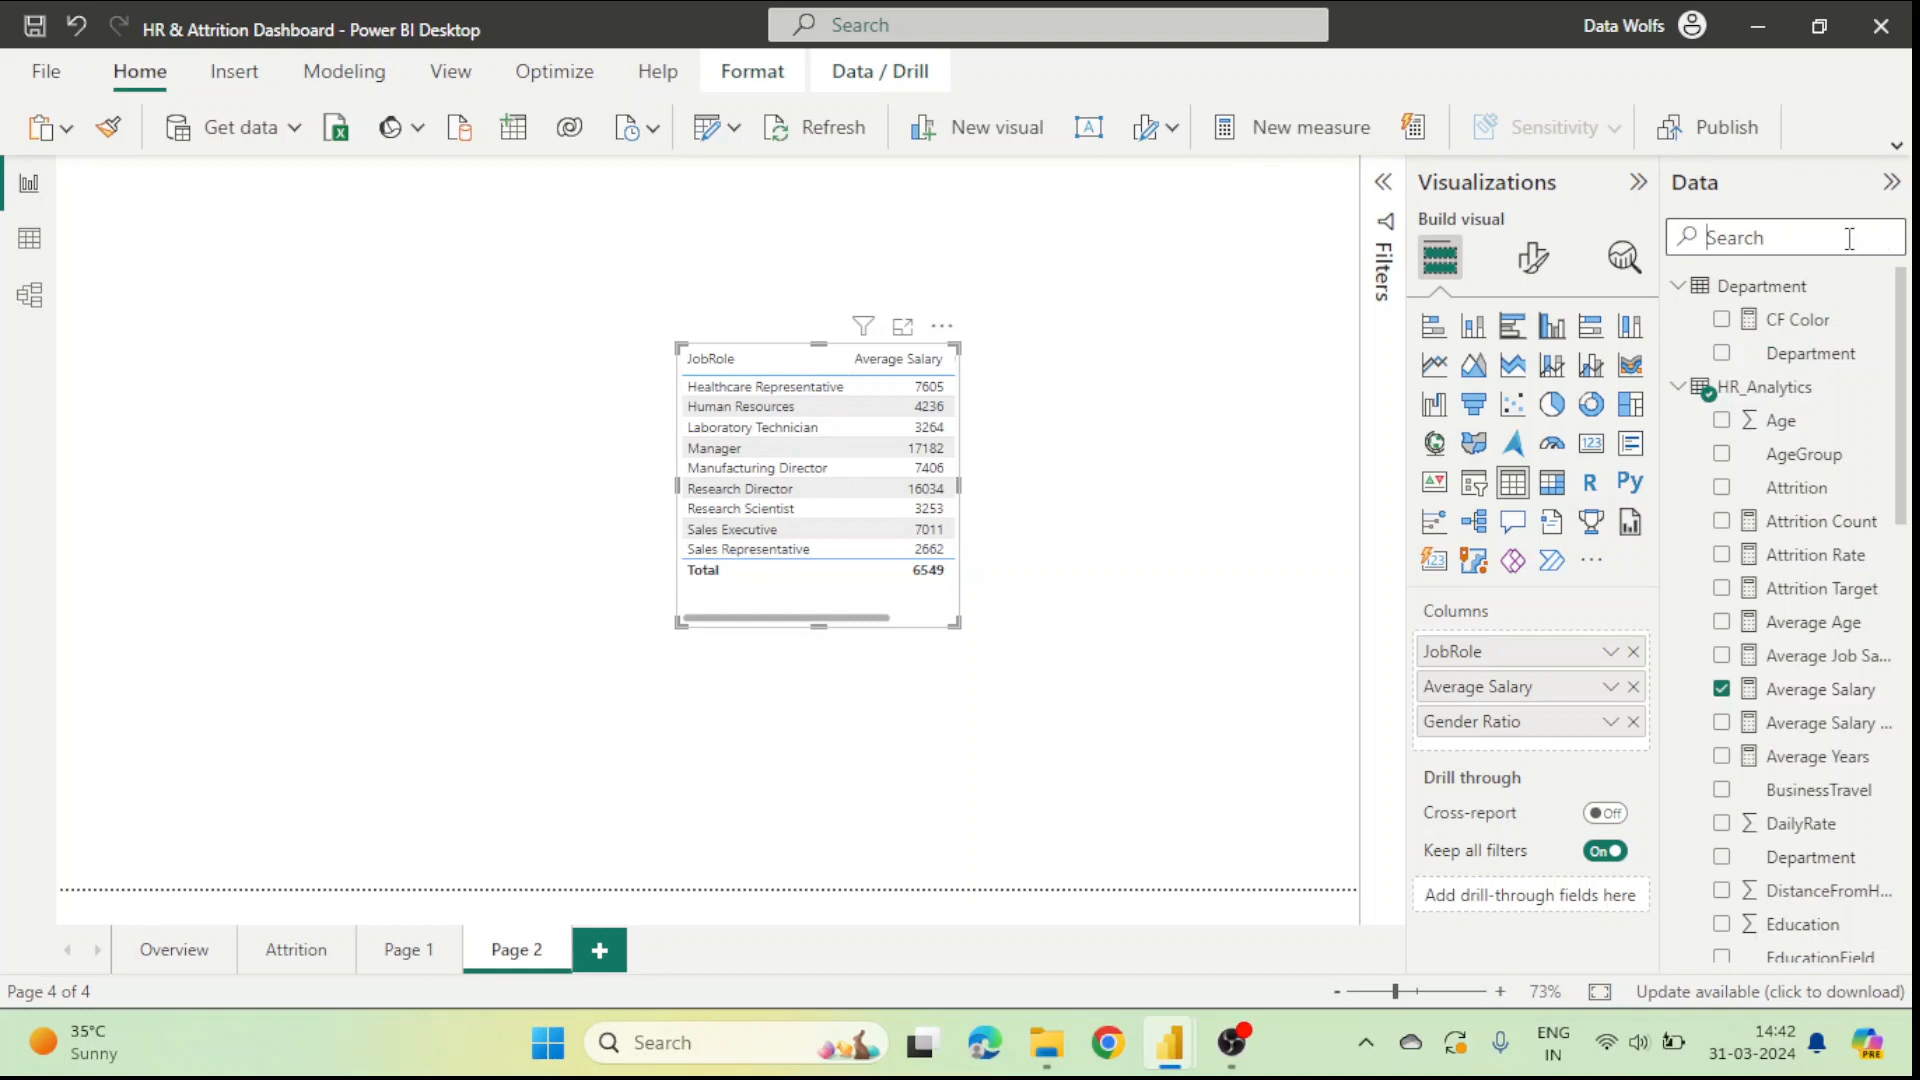 HR & Attrition Dashboard - Power BI Desktop
Search
Data Wolfs
File
Home
Insert
Modeling
View
Optimize
Help
Format
Data / Drill
Get data
Refresh
New visual
New measure
Sensitivity
Publish
JobRole Average Salary
Healthcare Representative 7605
Human Resources 4236
Laboratory Technician 3264
Manager 17182
Manufacturing Director 7406
Research Director 16034
Research Scientist 3253
Sales Executive 7011
Sales Representative 2662
Total 6549
Filters
Visualizations
Build visual
R
Py
123
123
Columns
JobRole
Average Salary
Gender Ratio
Drill through
Cross-report
Off
Keep all filters
On
Add drill-through fields here
Data
Search
Department
CF Color
Department
HR_Analytics
Age
AgeGroup
Attrition
Attrition Count
Attrition Rate
Attrition Target
Average Age
Average Job Sa...
Average Salary
Average Salary ...
Average Years
BusinessTravel
DailyRate
Department
DistanceFromH...
Education
EducationField
Overview
Attrition
Page 1
Page 2
Page 4 of 4
73%
Update available (click to download)
35°C
Sunny
Search
ENG
IN
14:42
31-03-2024
PRE